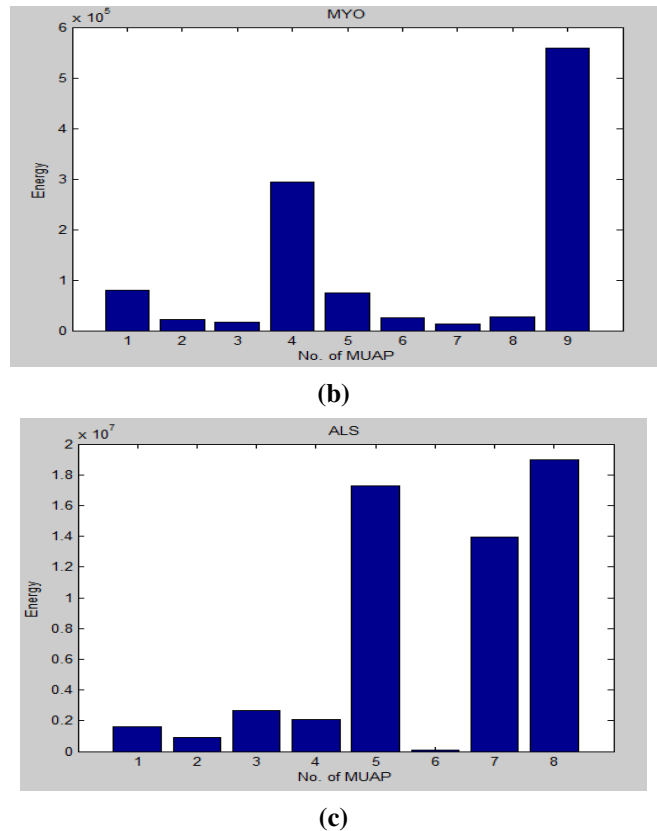 × 10^5
MYO
6
5
4
3
2
1
0
Energy
1 2 3 4 5 6 7 8 9
No. of MUAP
(b)
× 10^7
ALS
2
1.8
1.6
1.4
1.2
1
0.8
0.6
0.4
0.2
0
Energy
1 2 3 4 5 6 7 8
No. of MUAP
(c)